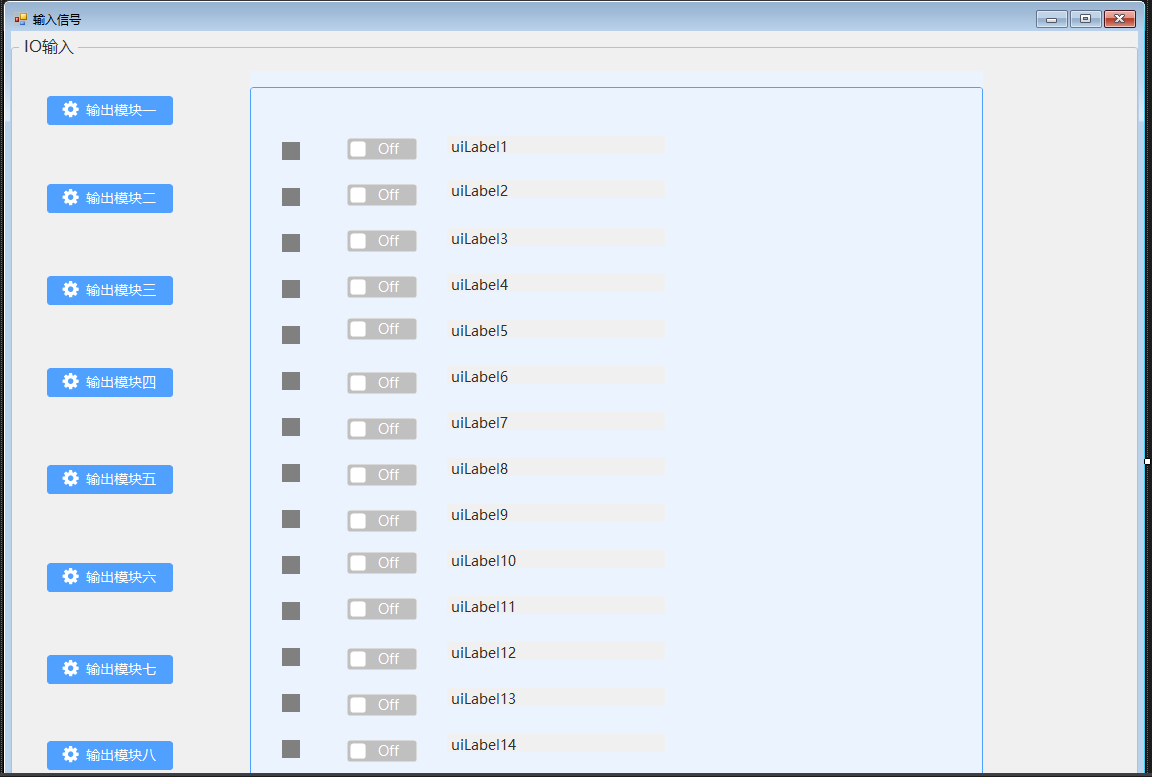 输入信号
IO输入
输出模块一
输出模块二
输出模块三
输出模块四
输出模块五
输出模块六
输出模块七
输出模块八
Off uiLabel1
Off uiLabel2
Off uiLabel3
Off uiLabel4
Off uiLabel5
Off uiLabel6
Off uiLabel7
Off uiLabel8
Off uiLabel9
Off uiLabel10
Off uiLabel11
Off uiLabel12
Off uiLabel13
Off uiLabel14